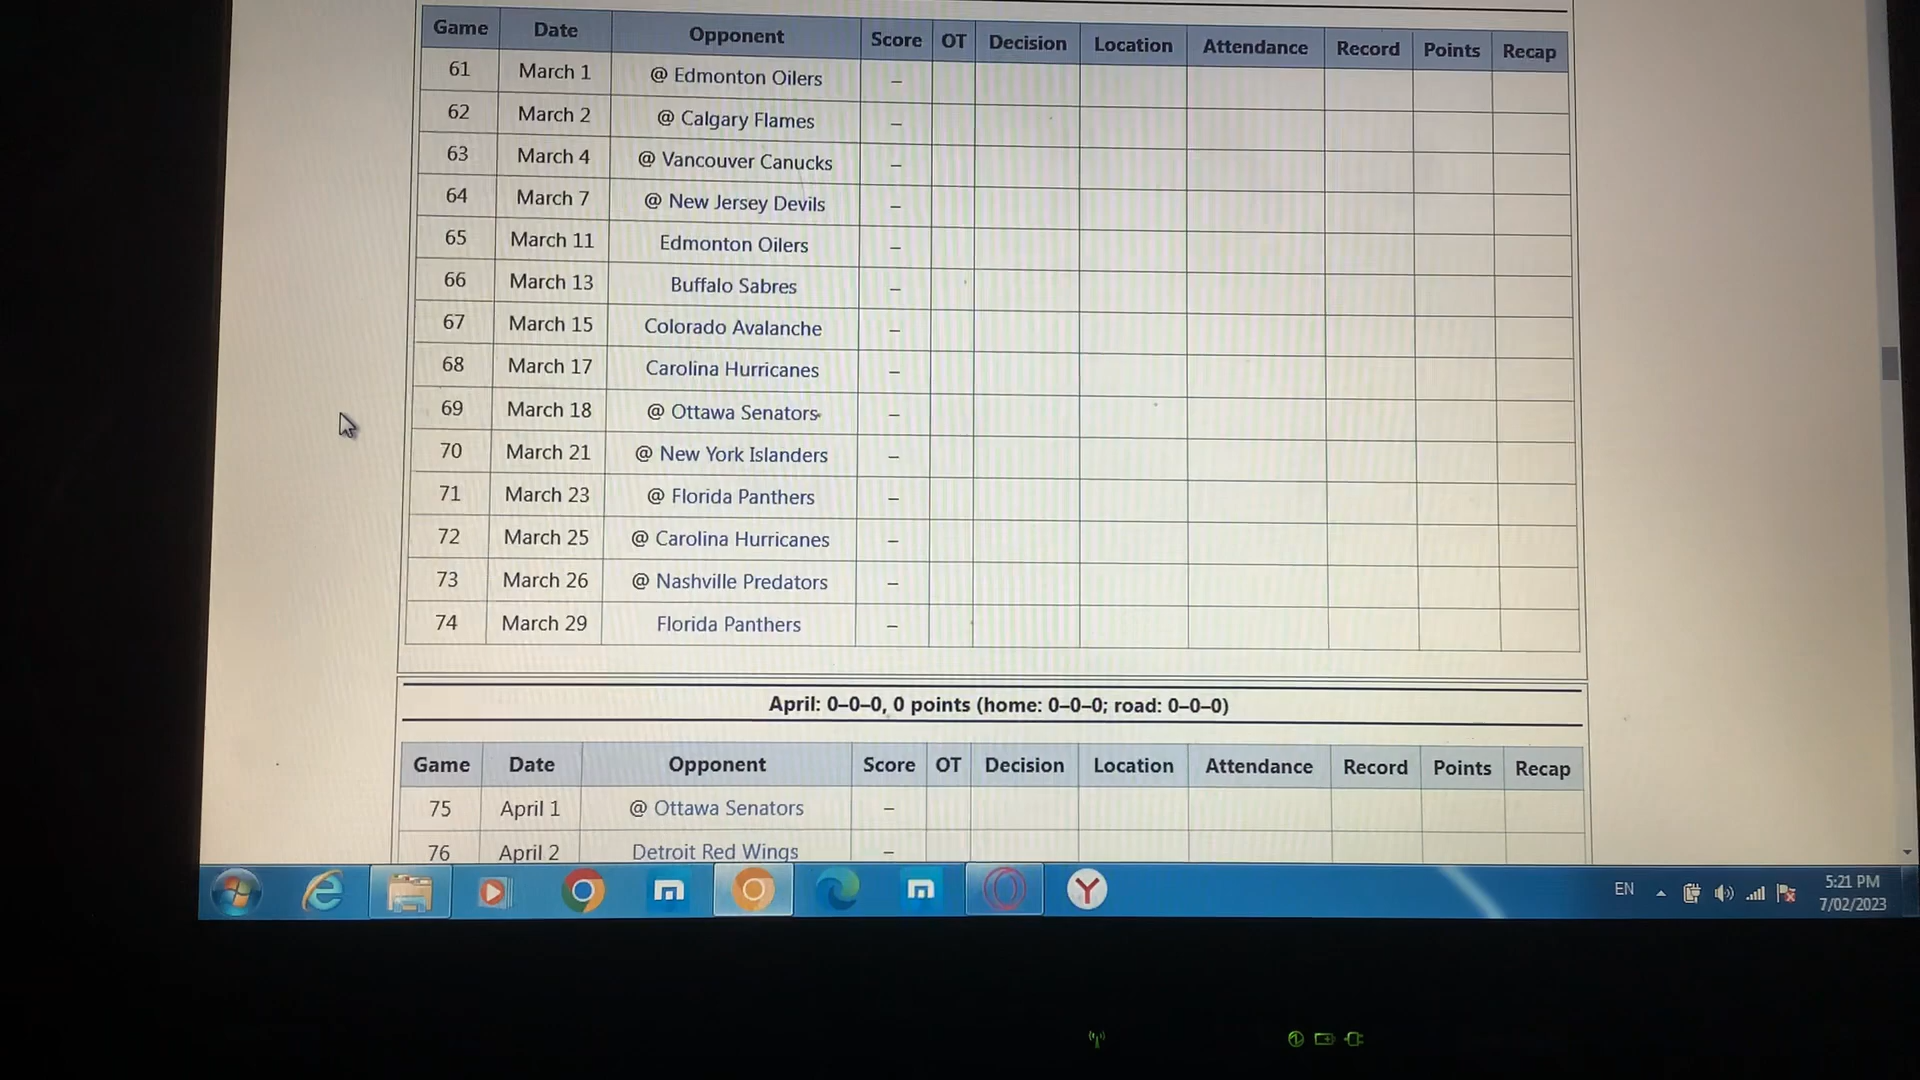 Game Date Opponent Score OT Decision Location Attendance Record Points Recap
61 March 1 @ Edmonton Oilers –
62 March 2 @ Calgary Flames –
63 March 4 @ Vancouver Canucks –
64 March 7 @ New Jersey Devils –
65 March 11 Edmonton Oilers –
66 March 13 Buffalo Sabres –
67 March 15 Colorado Avalanche –
68 March 17 Carolina Hurricanes –
69 March 18 @ Ottawa Senators –
70 March 21 @ New York Islanders –
71 March 23 @ Florida Panthers –
72 March 25 @ Carolina Hurricanes –
73 March 26 @ Nashville Predators –
74 March 29 Florida Panthers –
April: 0–0–0, 0 points (home: 0–0–0; road: 0–0–0)
Game Date Opponent Score OT Decision Location Attendance Record Points Recap
75 April 1 @ Ottawa Senators –
76 April 2 Detroit Red Wings –
EN 5:21 PM
7/02/2023